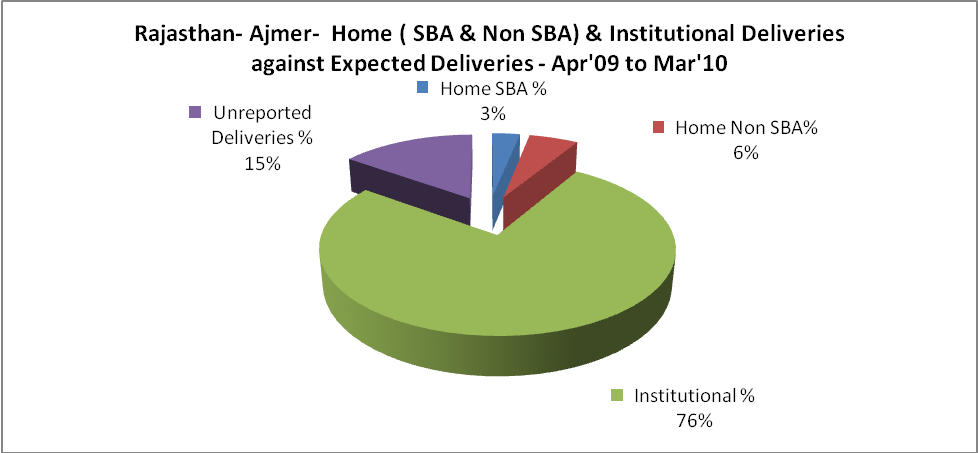 Rajasthan- Ajmer- Home ( SBA & Non SBA) & Institutional Deliveries
against Expected Deliveries - Apr'09 to Mar'10
Home SBA %
3%
Unreported
Deliveries %
15%
Home Non SBA%
6%
Institutional %
76%